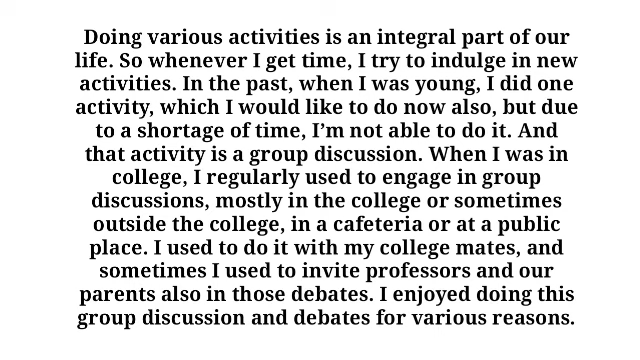 Doing various activities is an integral part of our
life. So whenever I get time, I try to indulge in new
activities. In the past, when I was young, I did one
activity, which I would like to do now also, but due
to a shortage of time, I’m not able to do it. And
that activity is a group discussion. When I was in
college, I regularly used to engage in group
discussions, mostly in the college or sometimes
outside the college, in a cafeteria or at a public
place. I used to do it with my college mates, and
sometimes I used to invite professors and our
parents also in those debates. I enjoyed doing this
group discussion and debates for various reasons.